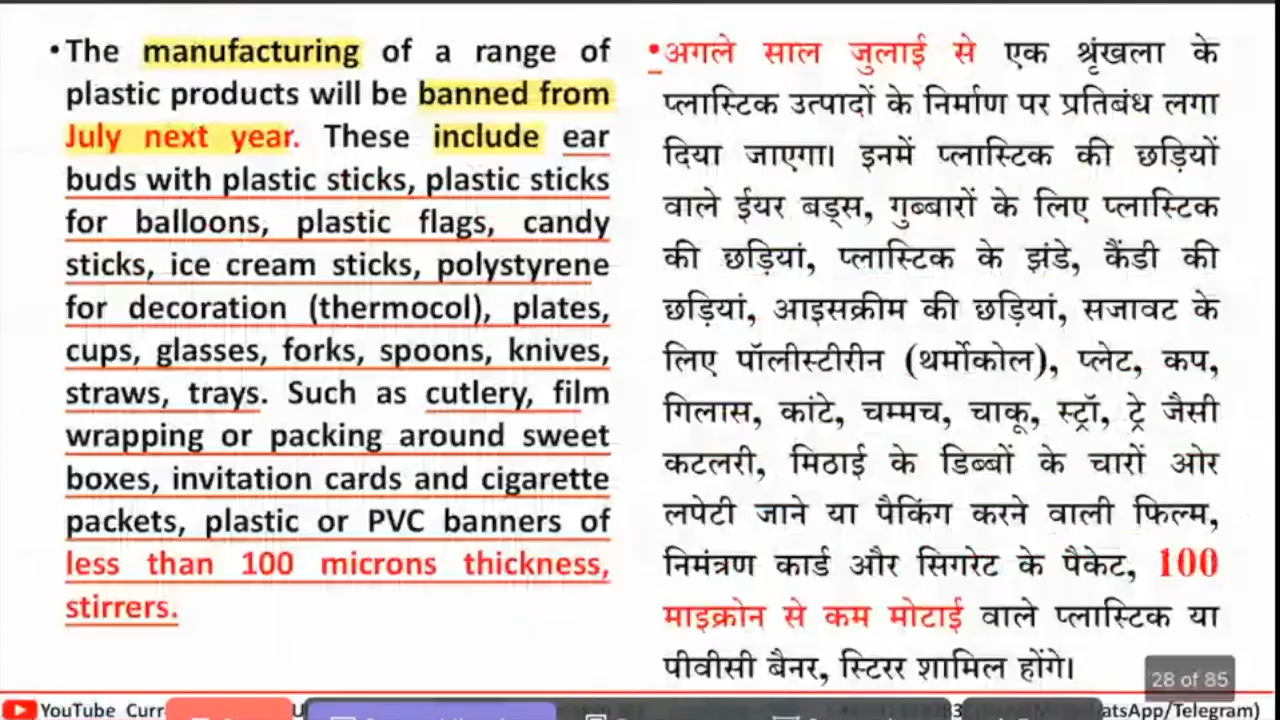 •The manufacturing of a range of
plastic products will be banned from
July next year. These include ear
buds with plastic sticks, plastic sticks
for balloons, plastic flags, candy
sticks, ice cream sticks, polystyrene
for decoration (thermocol), plates,
cups, glasses, forks, spoons, knives,
straws, trays. Such as cutlery, film
wrapping or packing around sweet
boxes, invitation cards and cigarette
packets, plastic or PVC banners of
less than 100 microns thickness,
stirrers.
•अगले साल जुलाई से एक श्रृंखला के
प्लास्टिक उत्पादों के निर्माण पर प्रतिबंध लगा
दिया जाएगा। इनमें प्लास्टिक की छड़ियों
वाले ईयर बड्स, गुब्बारों के लिए प्लास्टिक
की छड़ियां, प्लास्टिक के झंडे, कैंडी की
छड़ियां, आइसक्रीम की छड़ियां, सजावट के
लिए पॉलीस्टीरीन (थर्मोकोल), प्लेट, कप,
गिलास, कांटे, चम्मच, चाकू, स्ट्रॉ, ट्रे जैसी
कटलरी, मिठाई के डिब्बों के चारों ओर
लपेटी जाने या पैकिंग करने वाली फिल्म,
निमंत्रण कार्ड और सिगरेट के पैकेट, 100
माइक्रोन से कम मोटाई वाले प्लास्टिक या
पीवीसी बैनर, स्टिरर शामिल होंगे।
28 of 85
YouTube